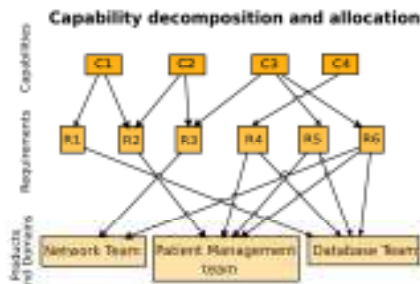 Capability decomposition and allocation
Capabilities
C1 C2 C3 C4
Requirements
R1 R2 R3 R4 R5 R6
Products
and Domains
Network Team
Patient Management
team
Database Team